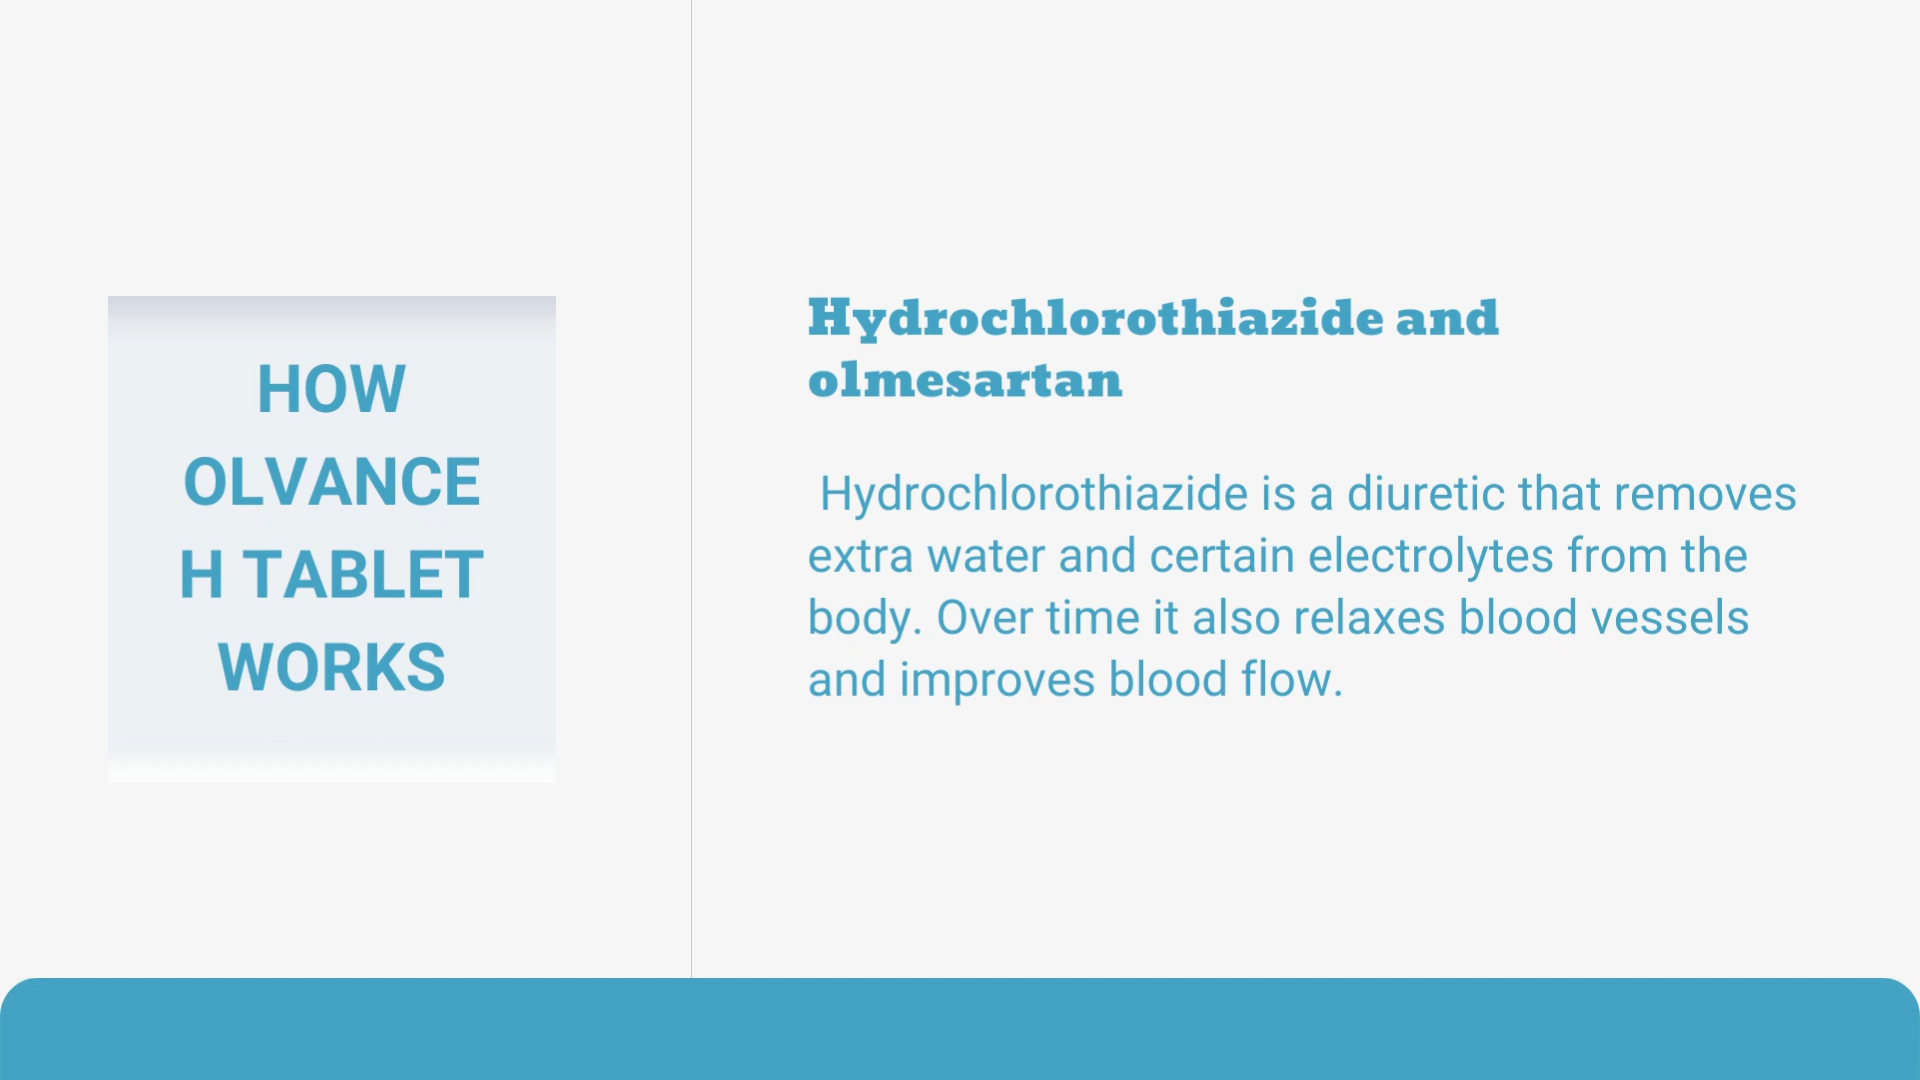 HOW
OLVANCE
H TABLET
WORKS
Hydrochlorothiazide and
olmesartan
Hydrochlorothiazide is a diuretic that removes
extra water and certain electrolytes from the
body. Over time it also relaxes blood vessels
and improves blood flow.